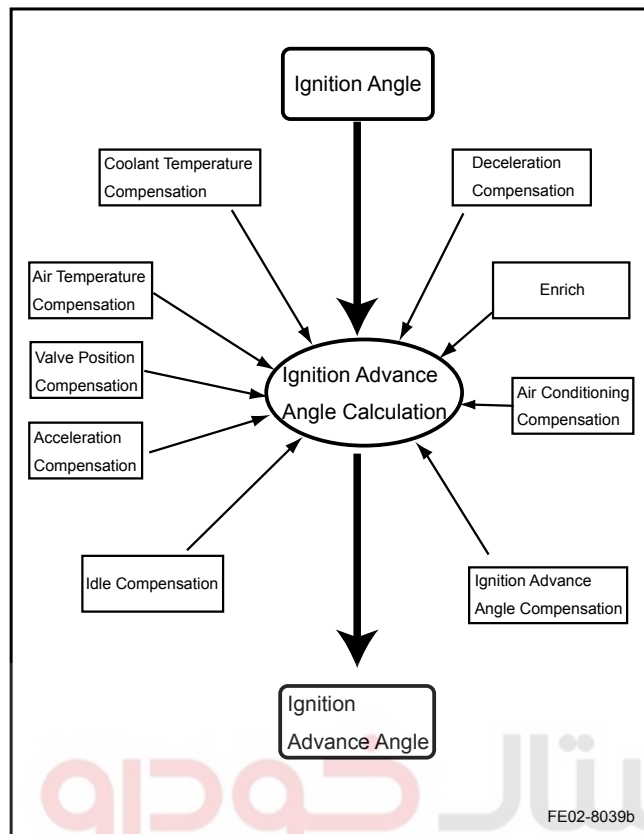 Ignition Angle
Coolant Temperature
Compensation
Deceleration
Compensation
Air Temperature
Compensation
Enrich
Valve Position
Compensation
Ignition Advance
Angle Calculation
Air Conditioning
Compensation
Acceleration
Compensation
Idle Compensation
Ignition Advance
Angle Compensation
Ignition
Advance Angle
خودرو
FE02-8039b